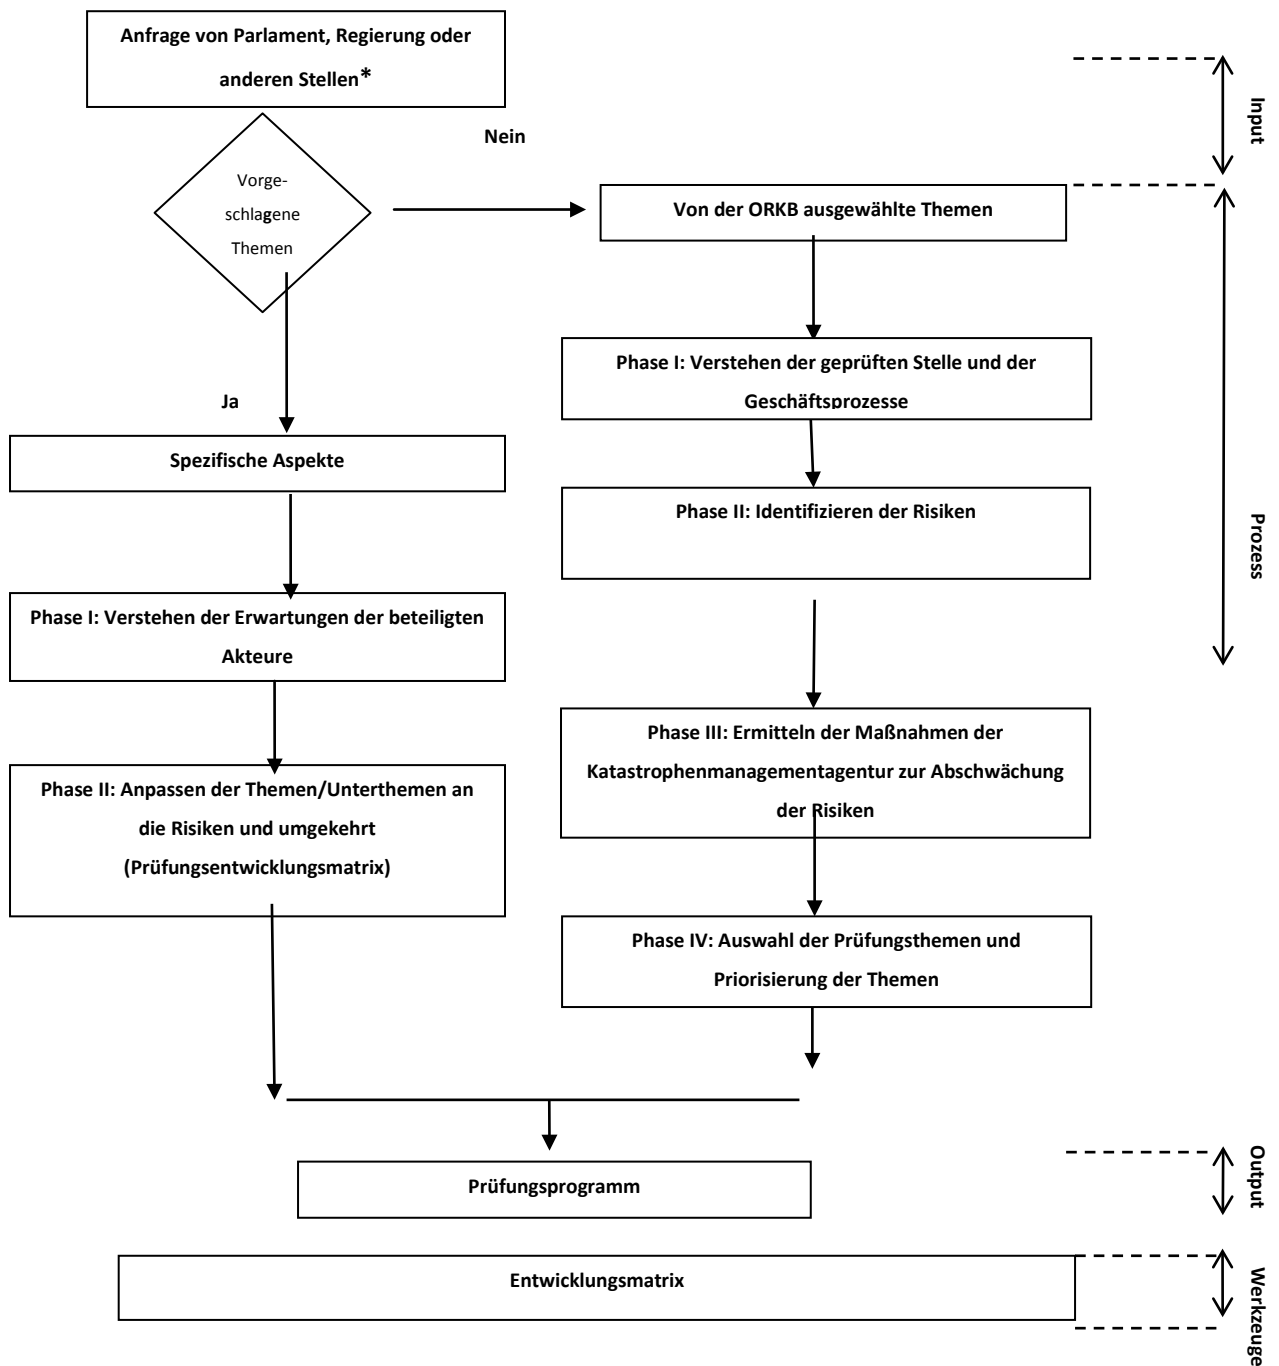 Anfrage von Parlament, Regierung oder
anderen Stellen*
Input
Nein
Vorge-
schlagene
Themen
Von der ORKB ausgewählte Themen
Phase I: Verstehen der geprüften Stelle und der
Geschäftsprozesse
Ja
Spezifische Aspekte
Phase II: Identifizieren der Risiken
Prozess
Phase I: Verstehen der Erwartungen der beteiligten
Akteure
Phase III: Ermitteln der Maßnahmen der
Katastrophenmanagementagentur zur Abschwächung
der Risiken
Phase II: Anpassen der Themen/Unterthemen an
die Risiken und umgekehrt
(Prüfungsentwicklungsmatrix)
Phase IV: Auswahl der Prüfungsthemen und
Priorisierung der Themen
Prüfungsprogramm
Output
Entwicklungsmatrix
Werkzeuge